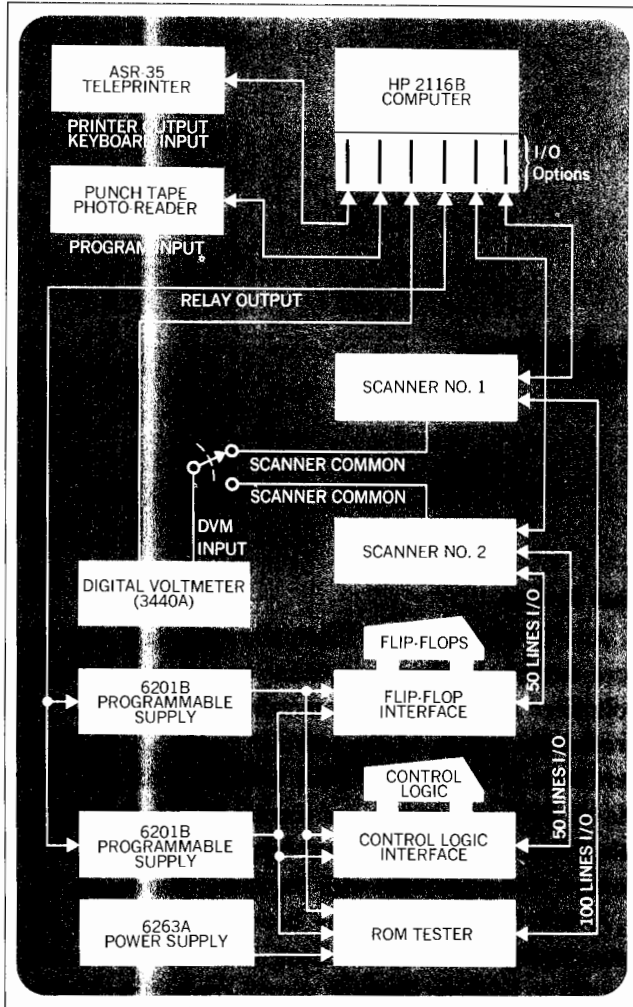 ASR-35
TELEPRINTER
PRINTER OUTPUT
KEYBOARD INPUT
HP 2116B
COMPUTER
I/O
Options
PUNCH TAPE
PHOTO-READER
PROGRAM INPUT
RELAY OUTPUT
SCANNER NO. 1
SCANNER COMMON
SCANNER COMMON
DVM
INPUT
SCANNER NO. 2
DIGITAL VOLTMETER
(3440A)
FLIP-FLOPS
50 LINES I/O
6201B
PROGRAMMABLE
SUPPLY
FLIP-FLOP
INTERFACE
CONTROL
LOGIC
50 LINES I/O
100 LINES I/O
6201B
PROGRAMMABLE
SUPPLY
CONTROL LOGIC
INTERFACE
6263A
POWER SUPPLY
ROM TESTER